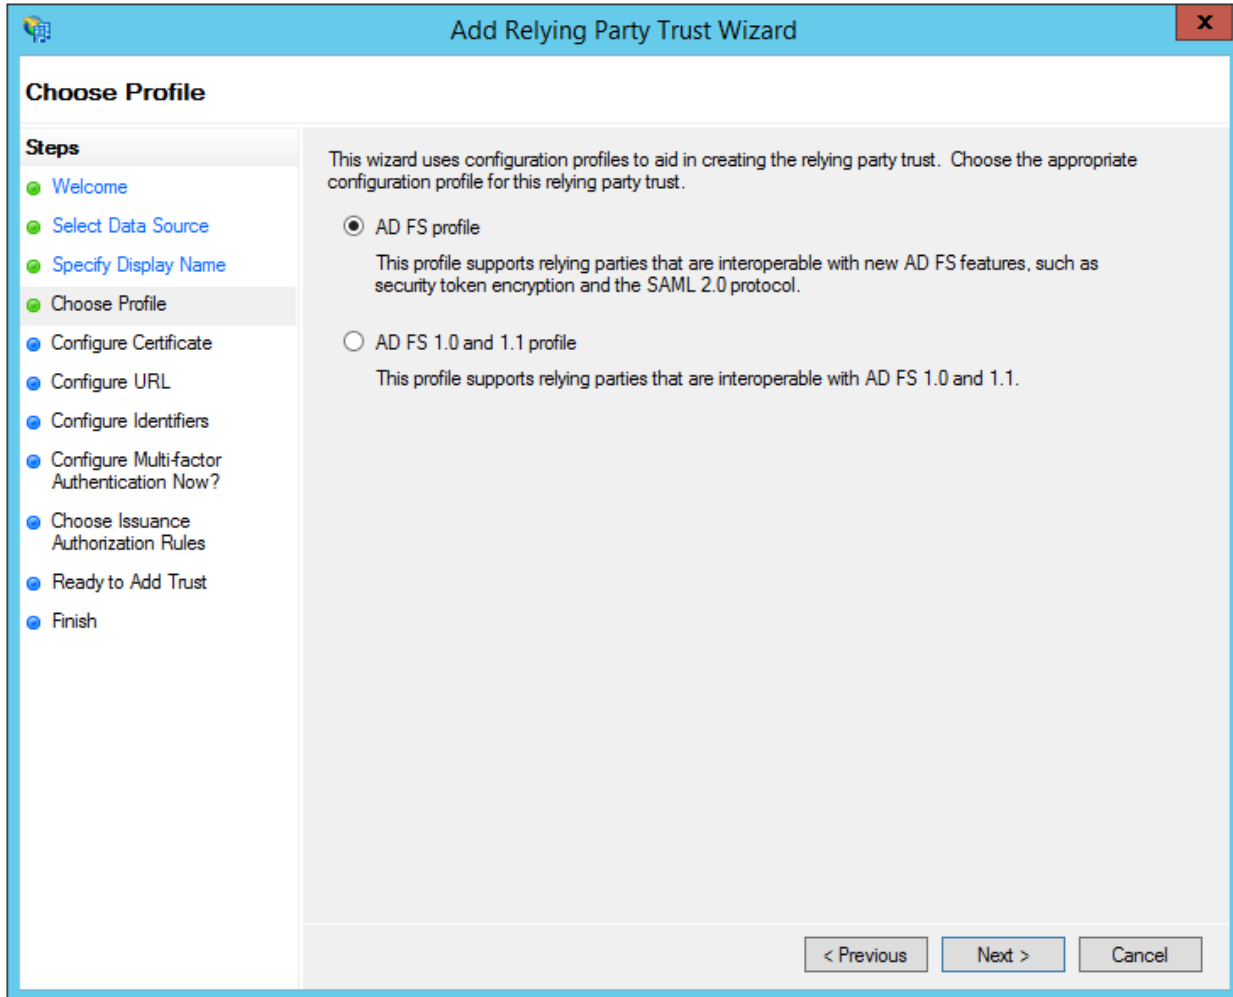 Add Relying Party Trust Wizard
x
Choose Profile
Steps
Welcome
Select Data Source
Specify Display Name
Choose Profile
Configure Certificate
Configure URL
Configure Identifiers
Configure Multi-factor
Authentication Now?
Choose Issuance
Authorization Rules
Ready to Add Trust
Finish
This wizard uses configuration profiles to aid in creating the relying party trust.  Choose the appropriate
configuration profile for this relying party trust.
AD FS profile
This profile supports relying parties that are interoperable with new AD FS features, such as
security token encryption and the SAML 2.0 protocol.
AD FS 1.0 and 1.1 profile
This profile supports relying parties that are interoperable with AD FS 1.0 and 1.1.
< Previous
Next >
Cancel